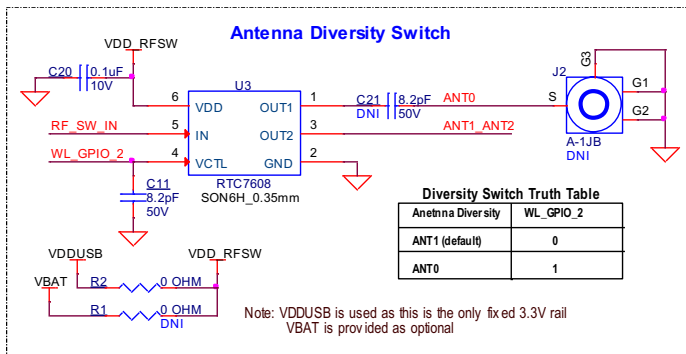 Antenna Diversity Switch
VDD_RFSW
C20 0.1uF
10V
U3
6 VDD OUT1 1
5 IN OUT2 3
4 VCTL GND 2
RTC7608
SON6H_0.35mm
RF_SW_IN
WL_GPIO_2
C11
8.2pF
50V
C21 8.2pF
DNI 50V
ANT0
ANT1_ANT2
J2
G3
S
G1
G2
A-1JB
DNI
Diversity Switch Truth Table
Anetnna Diversity WL_GPIO_2
ANT1 (default) 0
ANT0 1
VDDUSB VDD_RFSW
VBAT
R2 0 OHM
R1 0 OHM
DNI
Note: VDDUSB is used as this is the only fixed 3.3V rail
VBAT is provided as optional